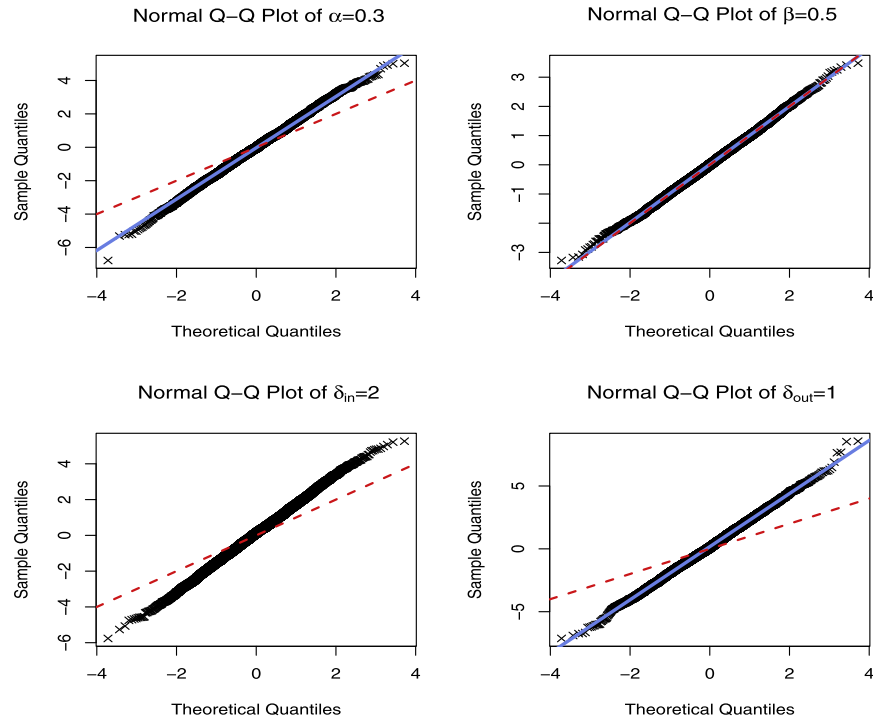 Normal Q−Q Plot of α=0.3
Sample Quantiles
4
2
0
−2
−4
−6
−4 −2 0 2 4
Theoretical Quantiles
Normal Q−Q Plot of β=0.5
Sample Quantiles
3
2
1
0
−1
−3
−4 −2 0 2 4
Theoretical Quantiles
Normal Q−Q Plot of δin=2
Sample Quantiles
4
2
0
−2
−4
−6
−4 −2 0 2 4
Theoretical Quantiles
Normal Q−Q Plot of δout=1
Sample Quantiles
5
0
−5
−4 −2 0 2 4
Theoretical Quantiles